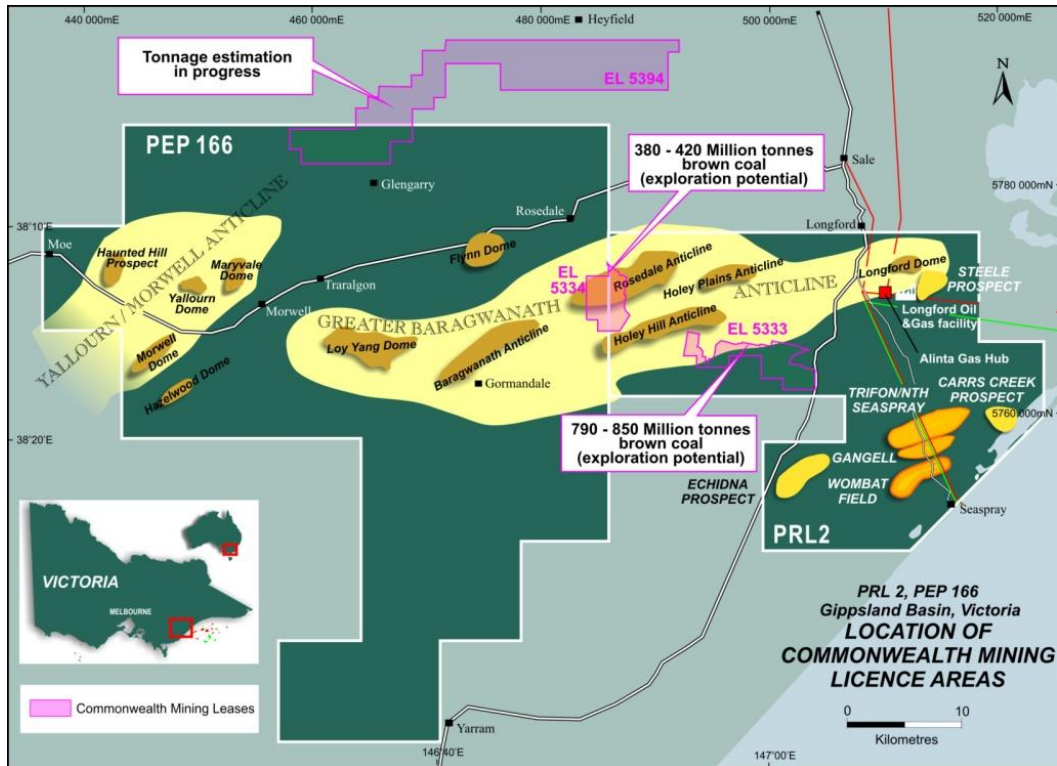 440 000mE
460 000mE
480 000mE
500 000mE
520 000mE
Heyfield
Tonnage estimation
in progress
EL 5394
N
PEP 166
380 - 420 Million tonnes
brown coal
(exploration potential)
Sale
Glengarry
5780 000mN
38°10'E
Rosedale
Longford
Moe
YALLOURN / MORWELL ANTICLINE
Haunted Hill
Prospect
Maryvale
Dome
Yallourn
Dome
Flynn Dome
Traralgon
Morwell
EL
5334
Rosedale Anticline
Holey Plains Anticline
Longford Dome
STEELE
PROSPECT
GREATER BARAGWANATH
ANTICLINE
Longford Oil
&Gas facility
Holey Hill Anticline
EL 5333
Loy Yang Dome
Baragwanath Anticline
Morwell
Dome
Hazelwood Dome
Gormandale
Alinta Gas Hub
TRIFON/NTH
SEASPRAY
CARRS CREEK
PROSPECT
5760 000mN
38°20'E
790 - 850 Million tonnes
brown coal
(exploration potential)
GANGELL
ECHIDNA
PROSPECT
WOMBAT
FIELD
Seaspray
PRL2
VICTORIA
MELBOURNE
PRL 2, PEP 166
Gippsland Basin, Victoria
LOCATION OF
COMMONWEALTH MINING
LICENCE AREAS
Commonwealth Mining Leases
0
10
Kilometres
Yarram
146°40'E
147°00'E